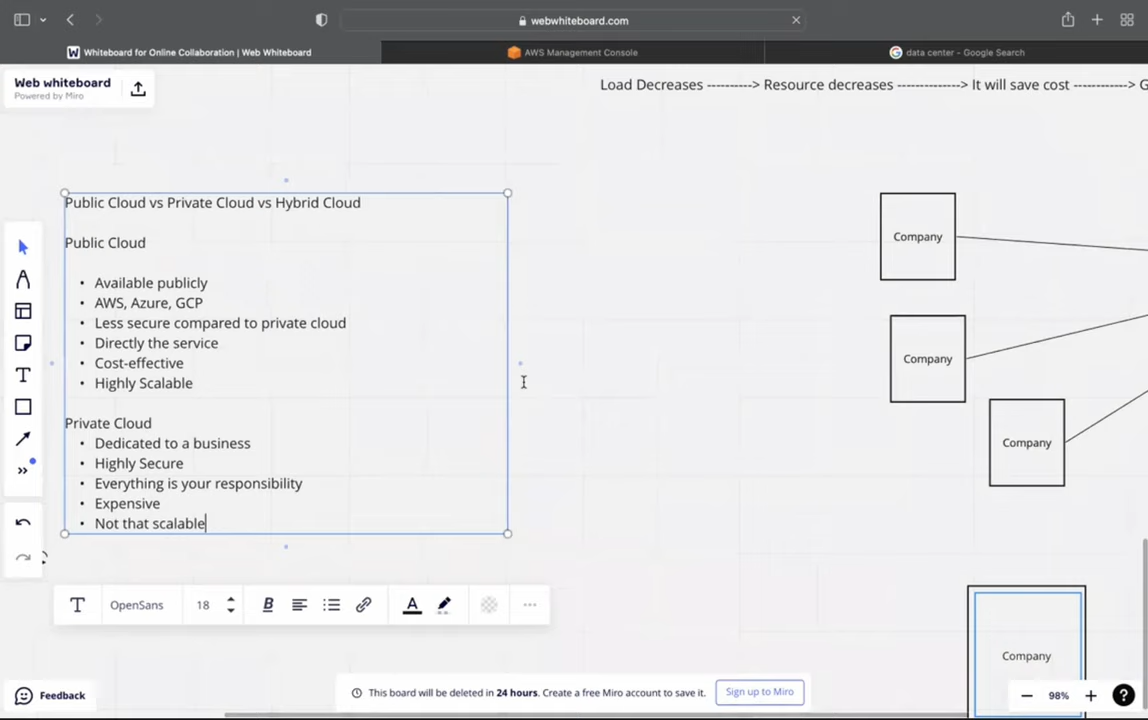 webwhiteboard.com
Whiteboard for Online Collaboration | Web Whiteboard
AWS Management Console
data center - Google Search
Web whiteboard
Powered by Miro
Load Decreases ----------> Resource decreases -------------> It will save cost -----------> G
Public Cloud vs Private Cloud vs Hybrid Cloud
Public Cloud
• Available publicly
• AWS, Azure, GCP
• Less secure compared to private cloud
• Directly the service
• Cost-effective
• Highly Scalable
Private Cloud
• Dedicated to a business
• Highly Secure
• Everything is your responsibility
• Expensive
• Not that scalable
Company
Company
Company
Company
OpenSans
18
B
A
Feedback
This board will be deleted in 24 hours. Create a free Miro account to save it.
Sign up to Miro
98%